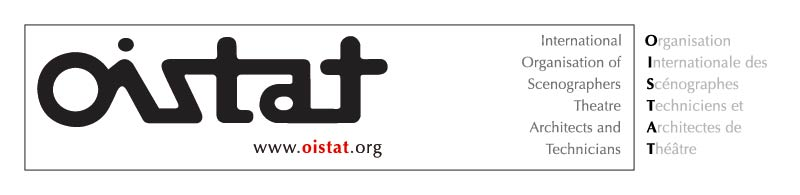 oistat
www.oistat.org
International
Organisation of
Scenographers
Theatre
Architects and
Technicians
Organisation
Internationale des
Scénographes
Techniciens et
Architectes de
Théâtre